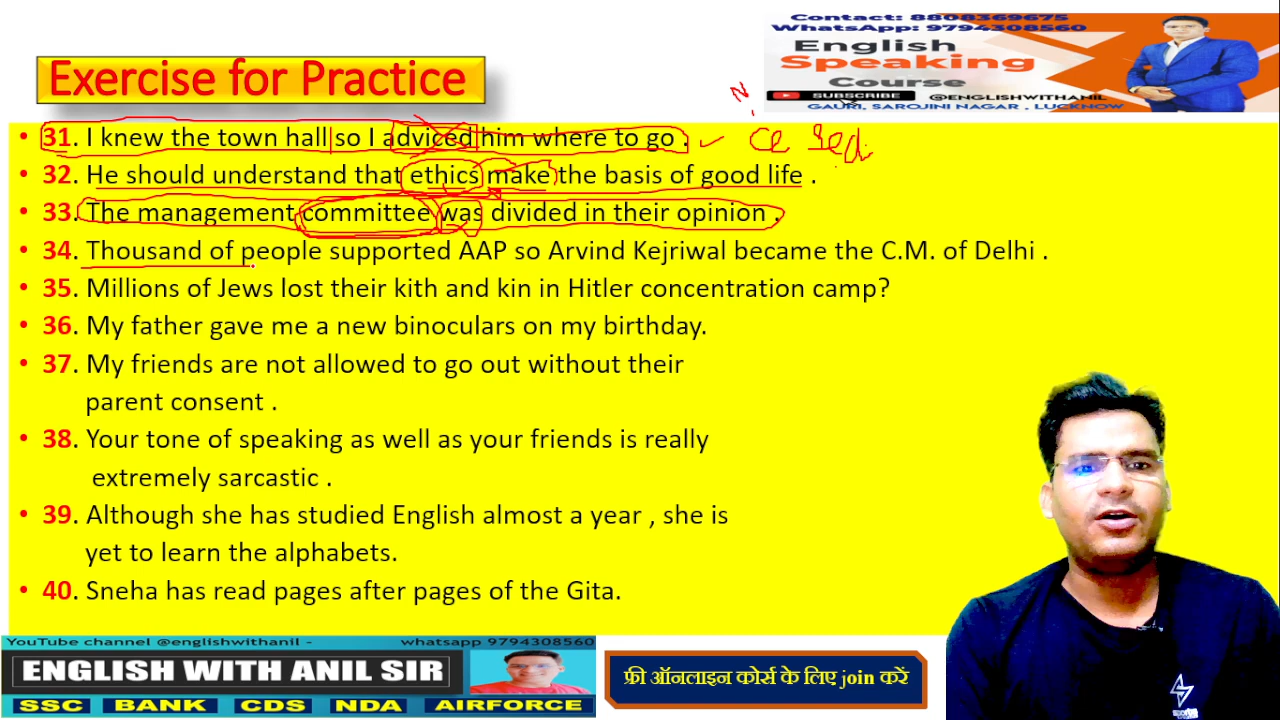 Contact: 8808369675
WhatsApp: 9794308560
English
Speaking
Course
SUBSCRIBE @ENGLISHWITHANIL
GAURI, SAROJINI NAGAR , LUCKNOW
Exercise for Practice
N
• 31. I knew the town hall so I adviced him where to go .
ce sed
• 32. He should understand that ethics make the basis of good life .
• 33. The management committee was divided in their opinion .
• 34. Thousand of people supported AAP so Arvind Kejriwal became the C.M. of Delhi .
• 35. Millions of Jews lost their kith and kin in Hitler concentration camp?
• 36. My father gave me a new binoculars on my birthday.
• 37. My friends are not allowed to go out without their
parent consent .
• 38. Your tone of speaking as well as your friends is really
extremely sarcastic .
• 39. Although she has studied English almost a year , she is
yet to learn the alphabets.
• 40. Sneha has read pages after pages of the Gita.
YouTube channel @englishwithanil - whatsapp 9794308560
ENGLISH WITH ANIL SIR
SSC BANK CDS NDA AIRFORCE
फ्री ऑनलाइन कोर्स के लिए join करें